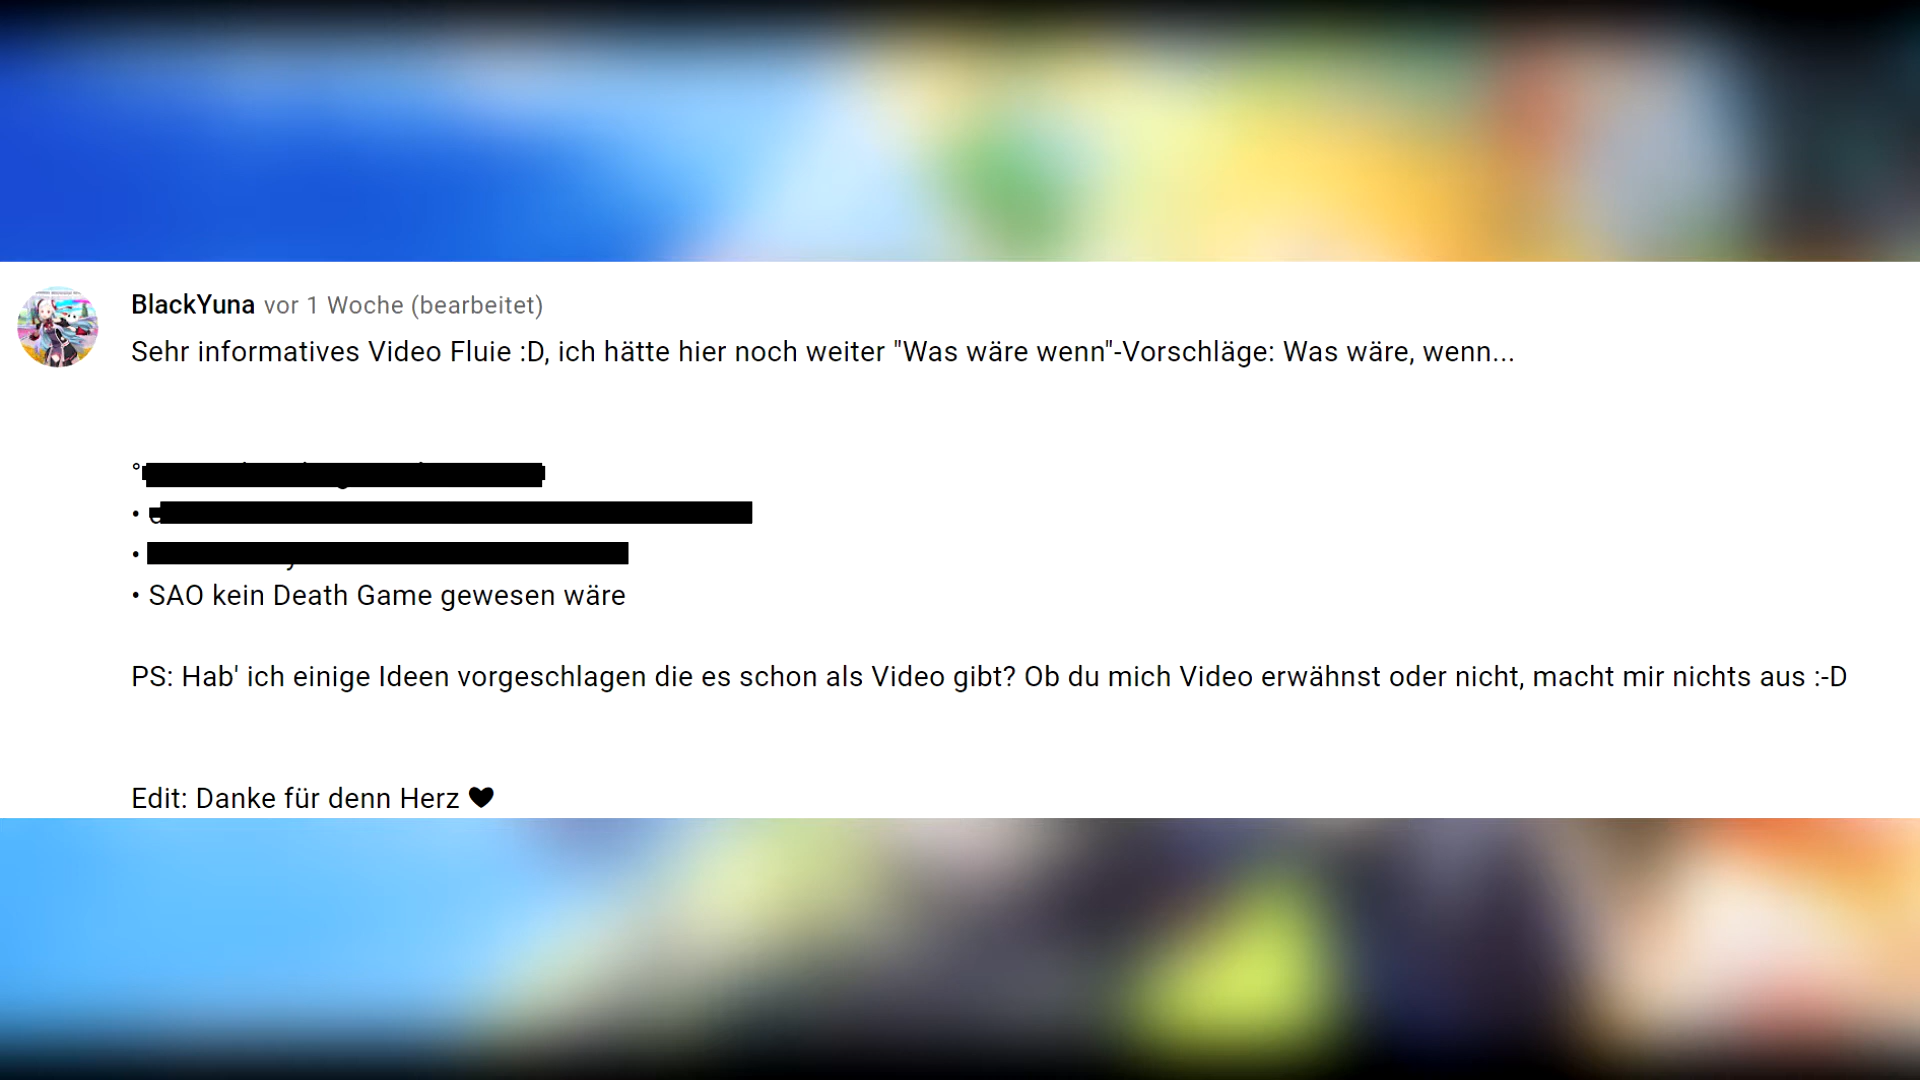 BlackYuna vor 1 Woche (bearbeitet)
Sehr informatives Video Fluie :D, ich hätte hier noch weiter "Was wäre wenn"-Vorschläge: Was wäre, wenn...
°
•
•
• SAO kein Death Game gewesen wäre
PS: Hab' ich einige Ideen vorgeschlagen die es schon als Video gibt? Ob du mich Video erwähnst oder nicht, macht mir nichts aus :-D
Edit: Danke für denn Herz ♥